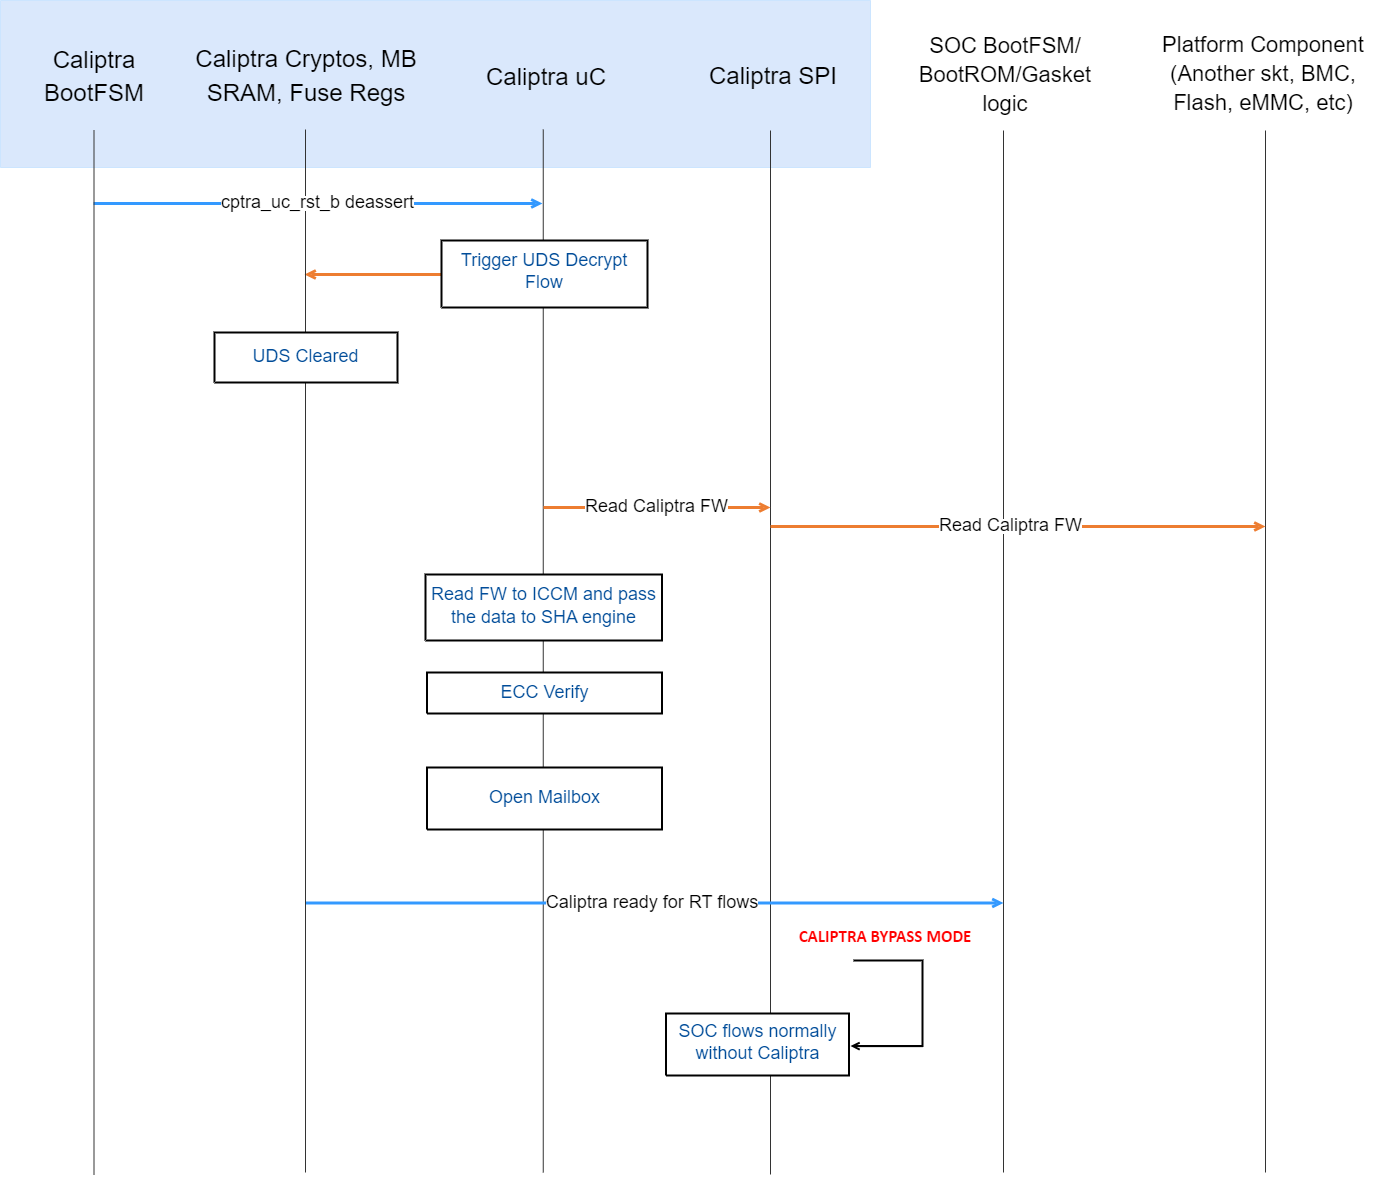 Caliptra
BootFSM
Caliptra Cryptos, MB
SRAM, Fuse Regs
Caliptra uC
Caliptra SPI
SOC BootFSM/
BootROM/Gasket
logic
Platform Component
(Another skt, BMC,
Flash, eMMC, etc)
cptra_uc_rst_b deassert
Trigger UDS Decrypt
Flow
UDS Cleared
Read Caliptra FW
Read Caliptra FW
Read FW to ICCM and pass
the data to SHA engine
ECC Verify
Open Mailbox
Caliptra ready for RT flows
CALIPTRA BYPASS MODE
SOC flows normally
without Caliptra